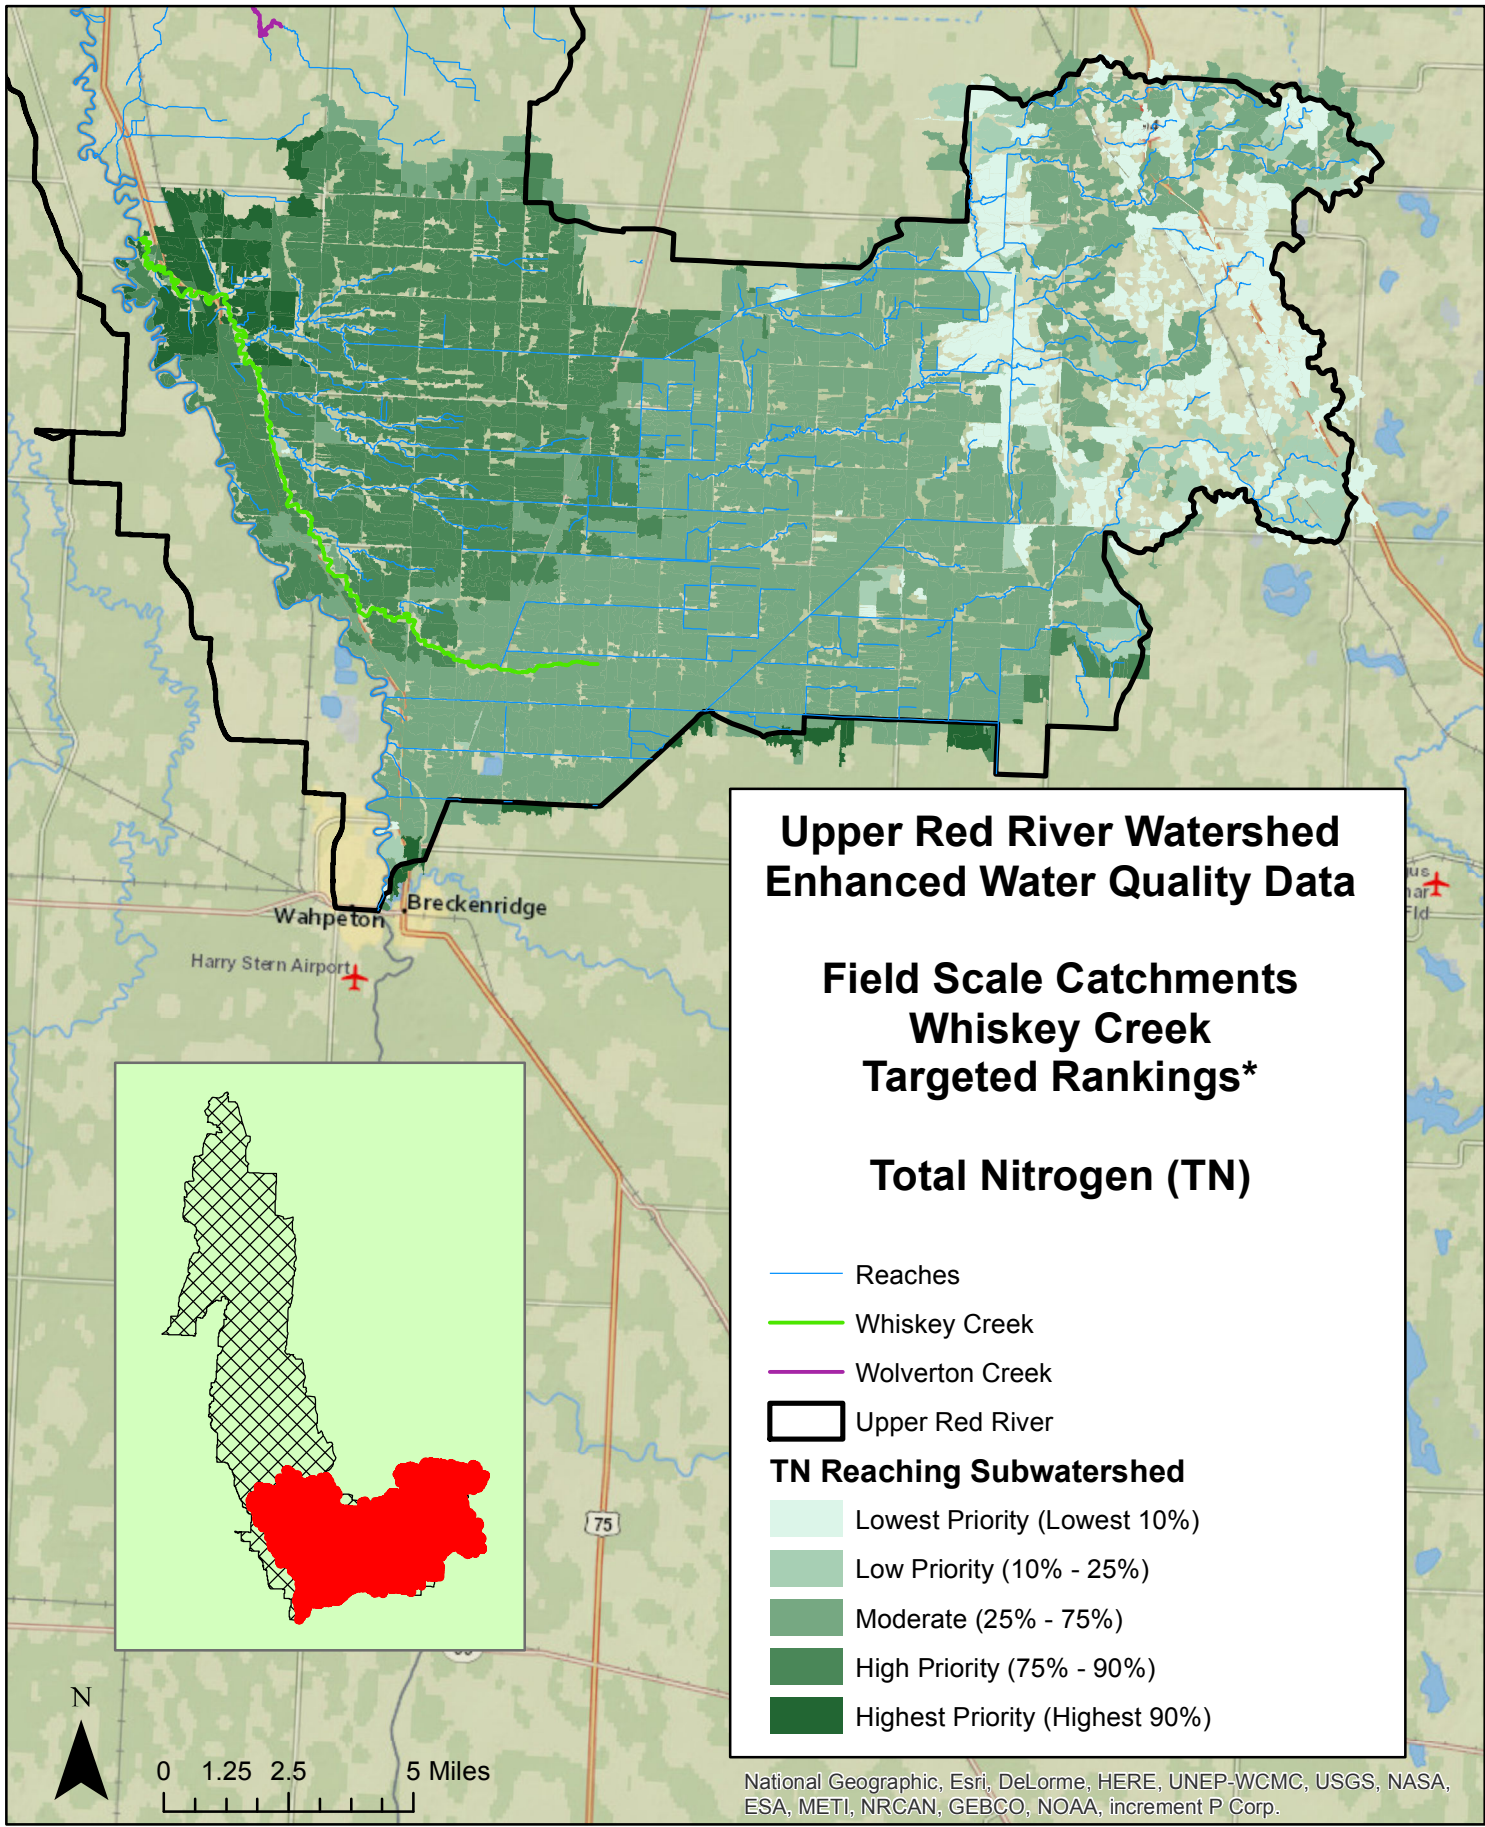 Wahpeton
Breckenridge
Harry Stern Airport
Fld
Upper Red River Watershed
Enhanced Water Quality Data
Field Scale Catchments
Whiskey Creek
Targeted Rankings*
Total Nitrogen (TN)
Reaches
Whiskey Creek
Wolverton Creek
Upper Red River
TN Reaching Subwatershed
Lowest Priority (Lowest 10%)
Low Priority (10% - 25%)
Moderate (25% - 75%)
High Priority (75% - 90%)
Highest Priority (Highest 90%)
75
N
0 1.25 2.5 5 Miles
National Geographic, Esri, DeLorme, HERE, UNEP-WCMC, USGS, NASA,
ESA, METI, NRCAN, GEBCO, NOAA, increment P Corp.